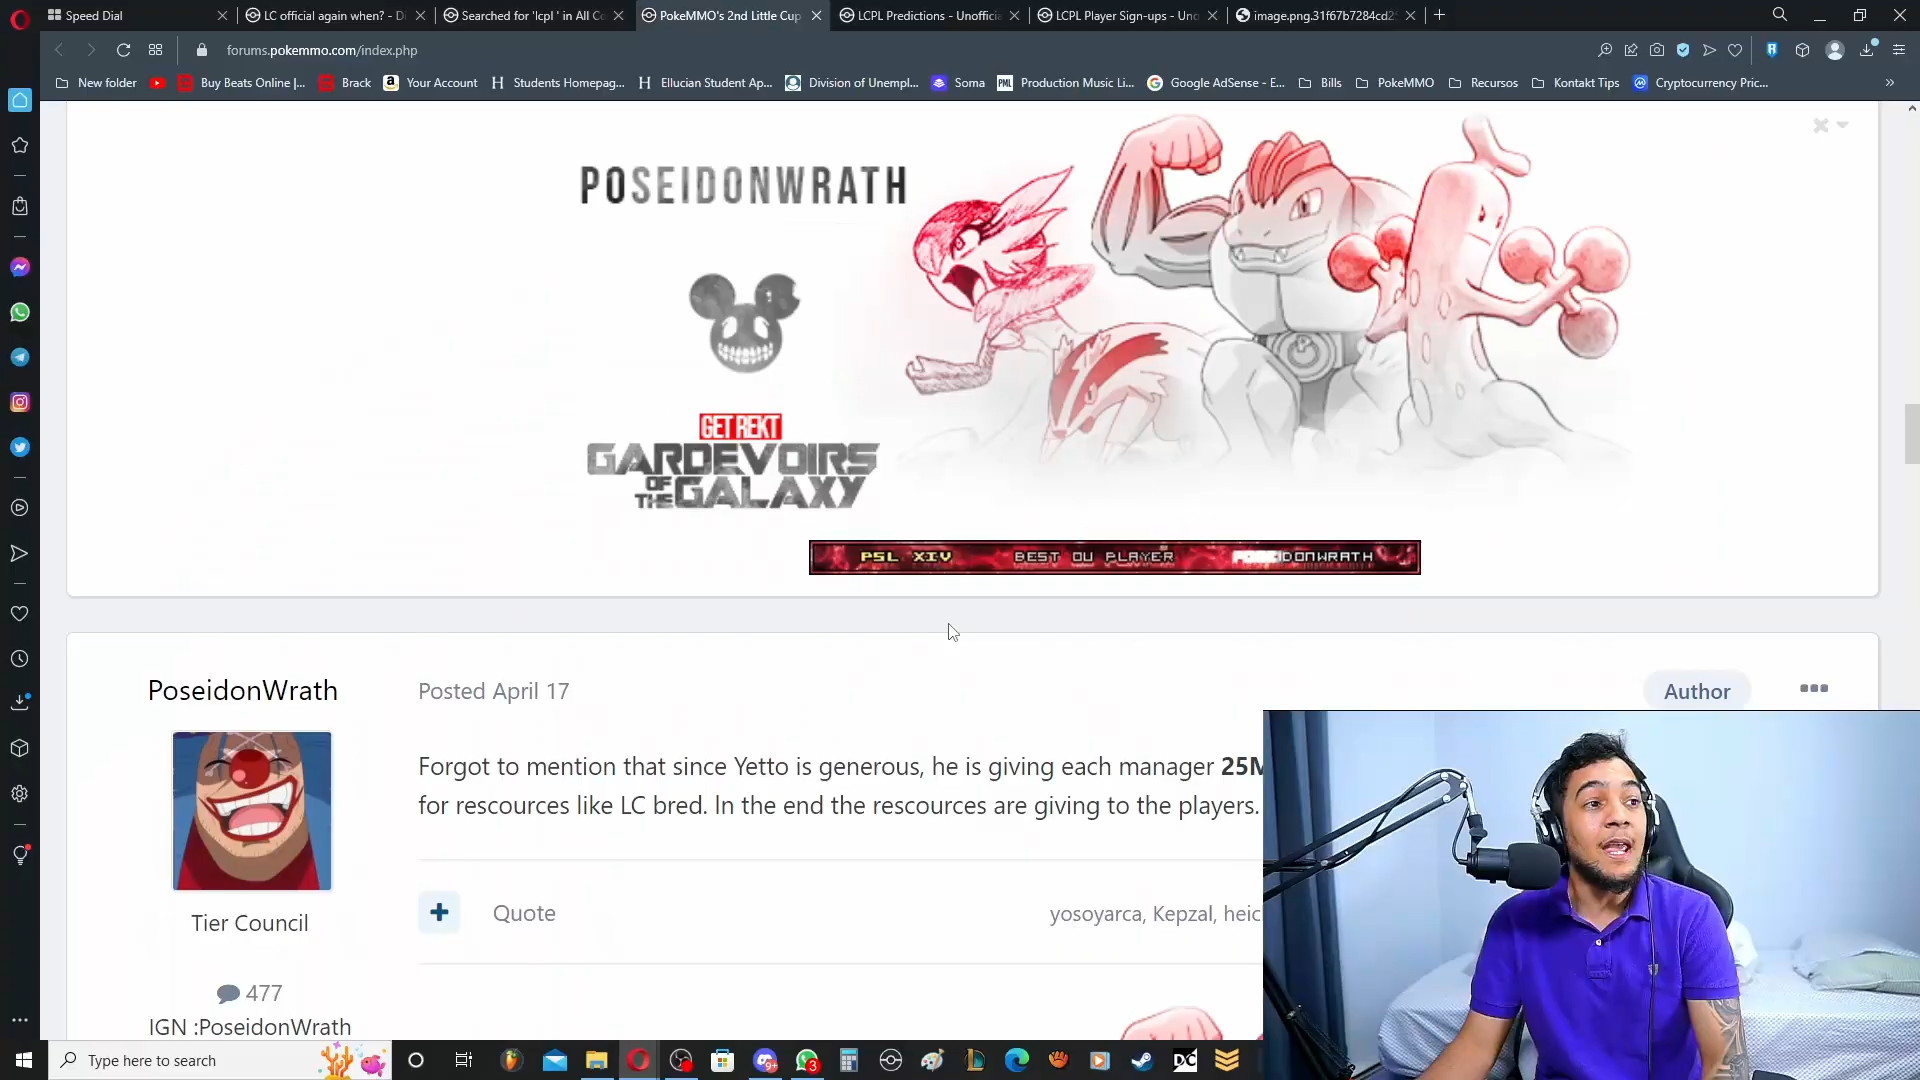 Speed Dial
LC official again when? - Di
Searched for 'lcpl ' in All Co
PokeMMO's 2nd Little Cup
LCPL Predictions - Unofficia
LCPL Player Sign-ups - Uno
image.png.31f67b7284cd2
forums.pokemmo.com/index.php
New folder
Buy Beats Online |...
Brack
Your Account
Students Homepag...
Ellucian Student Ap...
Division of Unempl...
Soma
Production Music Li...
Google AdSense - E...
Bills
PokeMMO
Recursos
Kontakt Tips
Cryptocurrency Pric...
POSEIDONWRATH
GET REKT
GARDEVOIRS
OF THE GALAXY
PSL XIV BEST OU PLAYER POSEIDONWRATH
PoseidonWrath
Posted April 17
Author
Forgot to mention that since Yetto is generous, he is giving each manager 25M
for rescources like LC bred. In the end the rescources are giving to the players.
Tier Council
Quote
yosoyarca, Kepzal, heic
477
IGN :PoseidonWrath
Type here to search